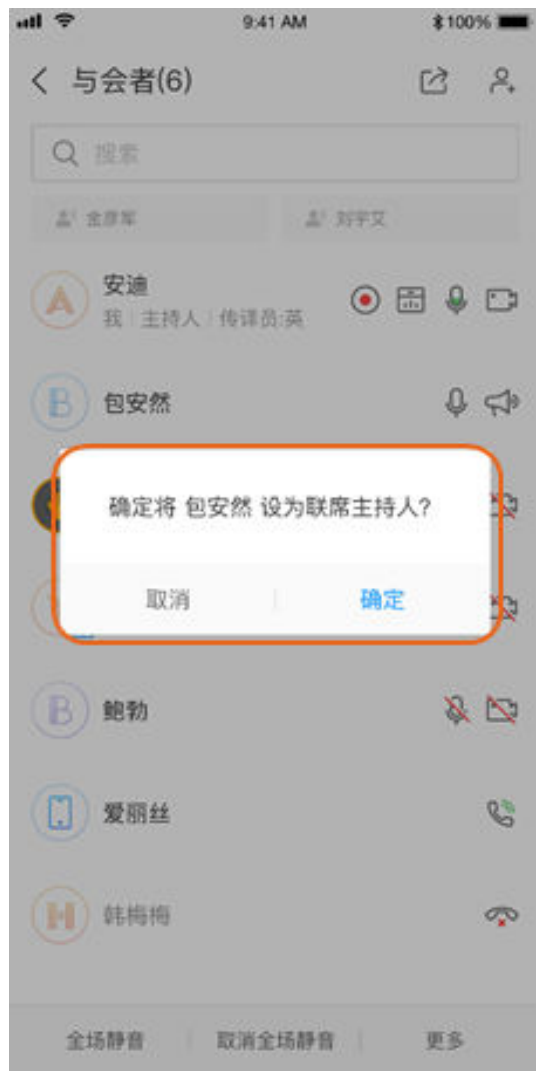 9:41 AM
100%
与会者(6)
搜索
金彦军
刘宇文
A
安迪
我 主持人 传译员:英
B
包安然
确定将 包安然 设为联席主持人?
取消
确定
B
鲍勃
爱丽丝
H
韩梅梅
全场静音
取消全场静音
更多